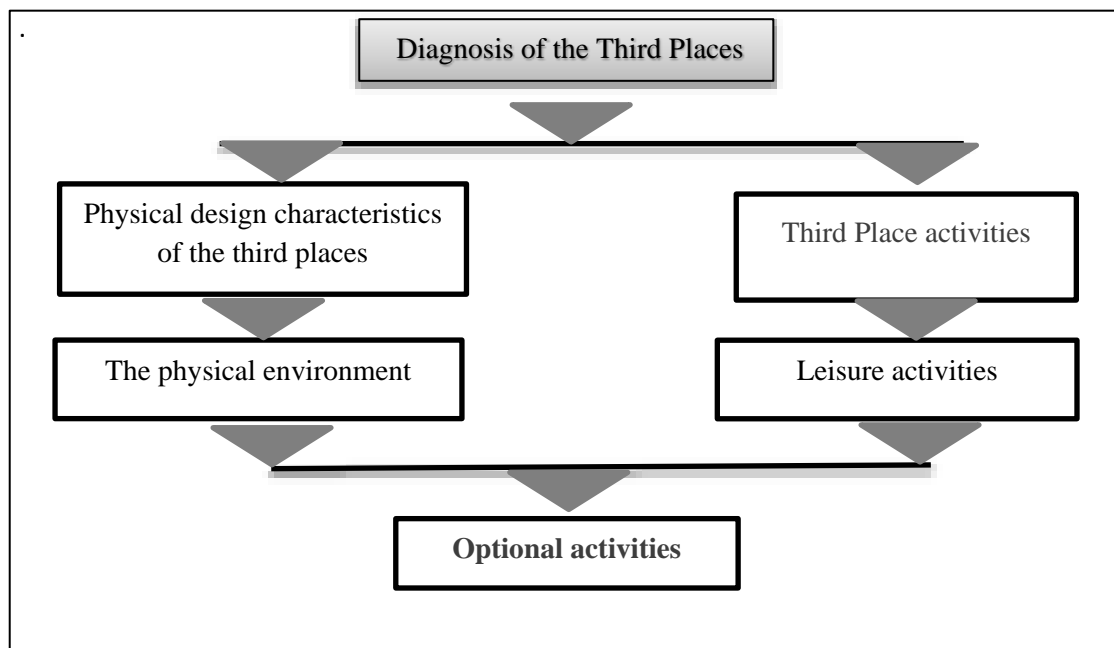 .
Diagnosis of the Third Places
Physical design characteristics
of the third places
Third Place activities
The physical environment
Leisure activities
Optional activities